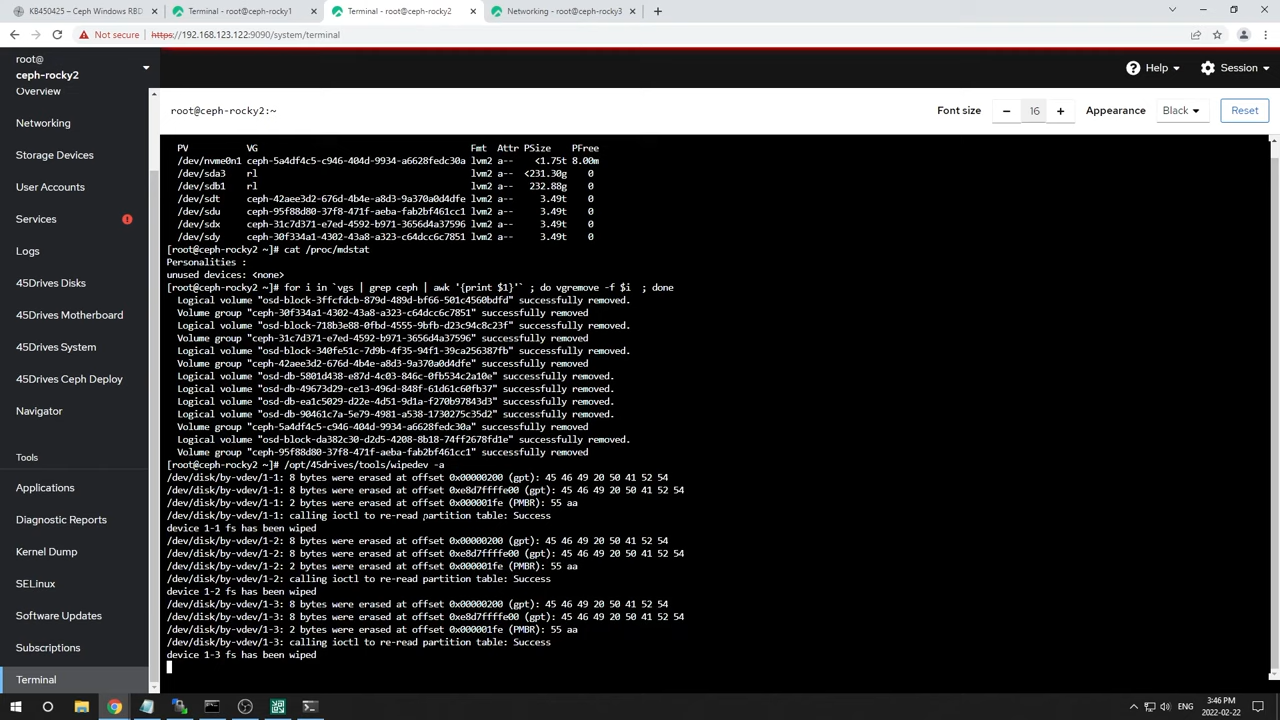 KB450425 – Ceph Windows RBD
Terminal - root@ceph-rocky1
Terminal - root@ceph-rocky2
Networking - root@ceph-rocky3
Not secure
https://192.168.123.122:9090/system/terminal
root@
ceph-rocky2
Help
Session
Overview
Networking
Storage Devices
User Accounts
Services
Logs
45Drives Disks
45Drives Motherboard
45Drives System
45Drives Ceph Deploy
Navigator
Tools
Applications
Diagnostic Reports
Kernel Dump
SELinux
Software Updates
Subscriptions
Terminal
root@ceph-rocky2:~
Font size
16
Appearance
Black
Reset
PV VG Fmt Attr PSize PFree
/dev/nvme0n1 ceph-5a4df4c5-c946-404d-9934-a6628fedc30a lvm2 a-- <1.75t 8.00m
/dev/sda3 rl lvm2 a-- <231.30g 0
/dev/sdb1 rl lvm2 a-- 232.88g 0
/dev/sdt ceph-42aee3d2-676d-4b4e-a8d3-9a370a0d4dfe lvm2 a-- 3.49t 0
/dev/sdu ceph-95f88d80-37f8-471f-aeba-fab2bf461cc1 lvm2 a-- 3.49t 0
/dev/sdx ceph-31c7d371-e7ed-4592-b971-3656d4a37596 lvm2 a-- 3.49t 0
/dev/sdy ceph-30f334a1-4302-43a8-a323-c64dcc6c7851 lvm2 a-- 3.49t 0
[root@ceph-rocky2 ~]# cat /proc/mdstat
Personalities :
unused devices: <none>
[root@ceph-rocky2 ~]# for i in `vgs | grep ceph | awk '{print $1}'` ; do vgremove -f $i ; done
Logical volume "osd-block-3ffcfdcb-879d-489d-bf66-501c4560bdfd" successfully removed.
Volume group "ceph-30f334a1-4302-43a8-a323-c64dcc6c7851" successfully removed
Logical volume "osd-block-718b3e88-0fbd-4555-9bfb-d23c94c8c23f" successfully removed.
Volume group "ceph-31c7d371-e7ed-4592-b971-3656d4a37596" successfully removed
Logical volume "osd-block-340fe51c-7d9b-4f35-94f1-39ca256387fb" successfully removed.
Volume group "ceph-42aee3d2-676d-4b4e-a8d3-9a370a0d4dfe" successfully removed
Logical volume "osd-db-5801d438-e87d-4c03-846c-0fb534c2a10e" successfully removed.
Logical volume "osd-db-49673d29-ce13-496d-848f-61d61c60fb37" successfully removed.
Logical volume "osd-db-ea1c5029-d22e-4d51-9d1a-f270b97843d3" successfully removed.
Logical volume "osd-db-90461c7a-5e79-4981-a538-1730275c35d2" successfully removed.
Volume group "ceph-5a4df4c5-c946-404d-9934-a6628fedc30a" successfully removed
Logical volume "osd-block-da382c30-d2d5-4208-8b18-74ff2678fd1e" successfully removed.
Volume group "ceph-95f88d80-37f8-471f-aeba-fab2bf461cc1" successfully removed
[root@ceph-rocky2 ~]# /opt/45drives/tools/wipedev -a
/dev/disk/by-vdev/1-1: 8 bytes were erased at offset 0x00000200 (gpt): 45 46 49 20 50 41 52 54
/dev/disk/by-vdev/1-1: 8 bytes were erased at offset 0xe8d7ffffe00 (gpt): 45 46 49 20 50 41 52 54
/dev/disk/by-vdev/1-1: 2 bytes were erased at offset 0x000001fe (PMBR): 55 aa
/dev/disk/by-vdev/1-1: calling ioctl to re-read partition table: Success
device 1-1 fs has been wiped
/dev/disk/by-vdev/1-2: 8 bytes were erased at offset 0x00000200 (gpt): 45 46 49 20 50 41 52 54
/dev/disk/by-vdev/1-2: 8 bytes were erased at offset 0xe8d7ffffe00 (gpt): 45 46 49 20 50 41 52 54
/dev/disk/by-vdev/1-2: 2 bytes were erased at offset 0x000001fe (PMBR): 55 aa
/dev/disk/by-vdev/1-2: calling ioctl to re-read partition table: Success
device 1-2 fs has been wiped
/dev/disk/by-vdev/1-3: 8 bytes were erased at offset 0x00000200 (gpt): 45 46 49 20 50 41 52 54
/dev/disk/by-vdev/1-3: 8 bytes were erased at offset 0xe8d7ffffe00 (gpt): 45 46 49 20 50 41 52 54
/dev/disk/by-vdev/1-3: 2 bytes were erased at offset 0x000001fe (PMBR): 55 aa
/dev/disk/by-vdev/1-3: calling ioctl to re-read partition table: Success
device 1-3 fs has been wiped
ENG
3:46 PM
2022-02-22